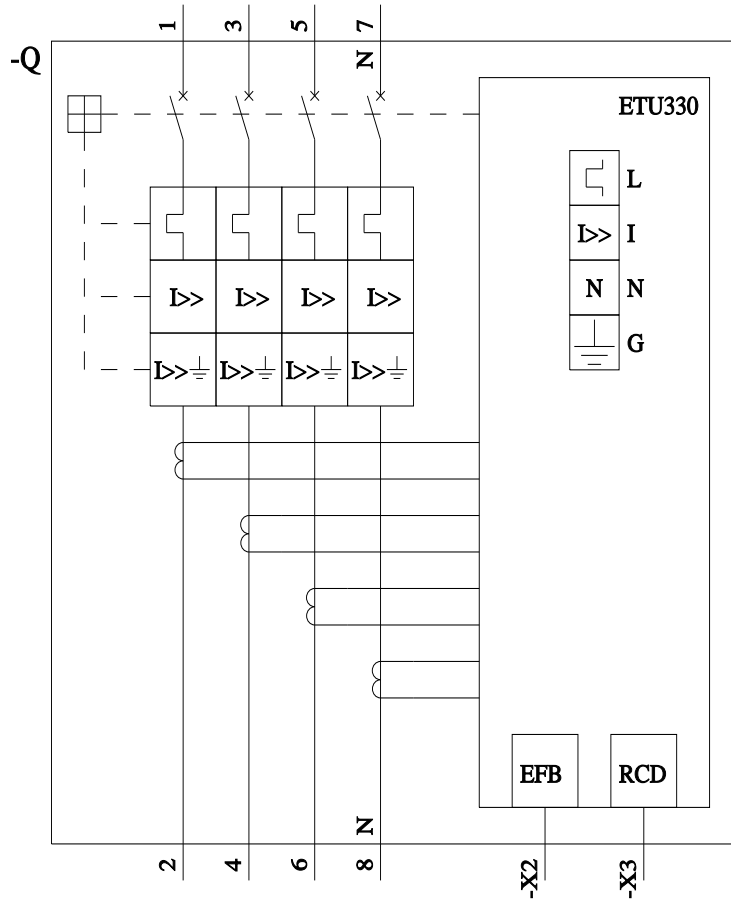 1 3 5 7
-Q
N
ETU330
L
I>> I
N N
G
I>> I>> I>> I>>
I>> I>> I>> I>>
EFB RCD
N
2 4 6 8
-X2 -X3